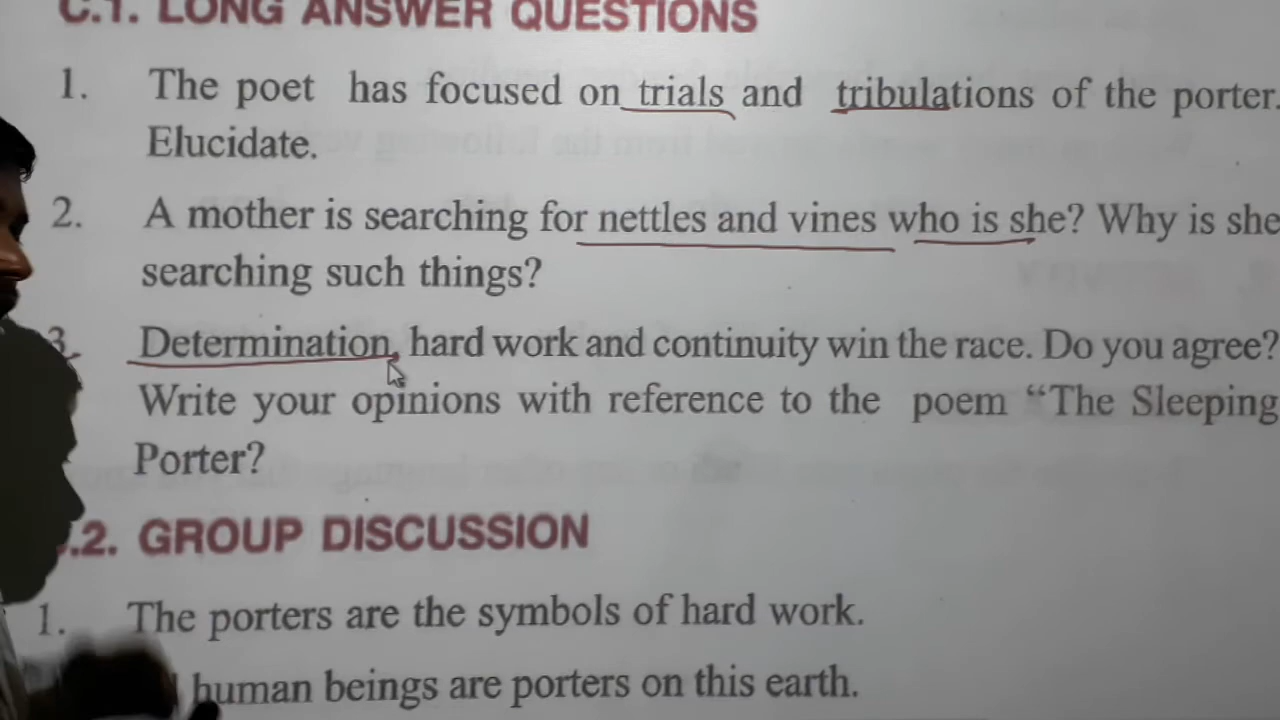 C.1. LONG ANSWER QUESTIONS
1. The poet has focused on trials and tribulations of the porter.
Elucidate.
2. A mother is searching for nettles and vines who is she? Why is she
searching such things?
3. Determination, hard work and continuity win the race. Do you agree?
Write your opinions with reference to the poem “The Sleeping
Porter?
.2. GROUP DISCUSSION
1. The porters are the symbols of hard work.
human beings are porters on this earth.